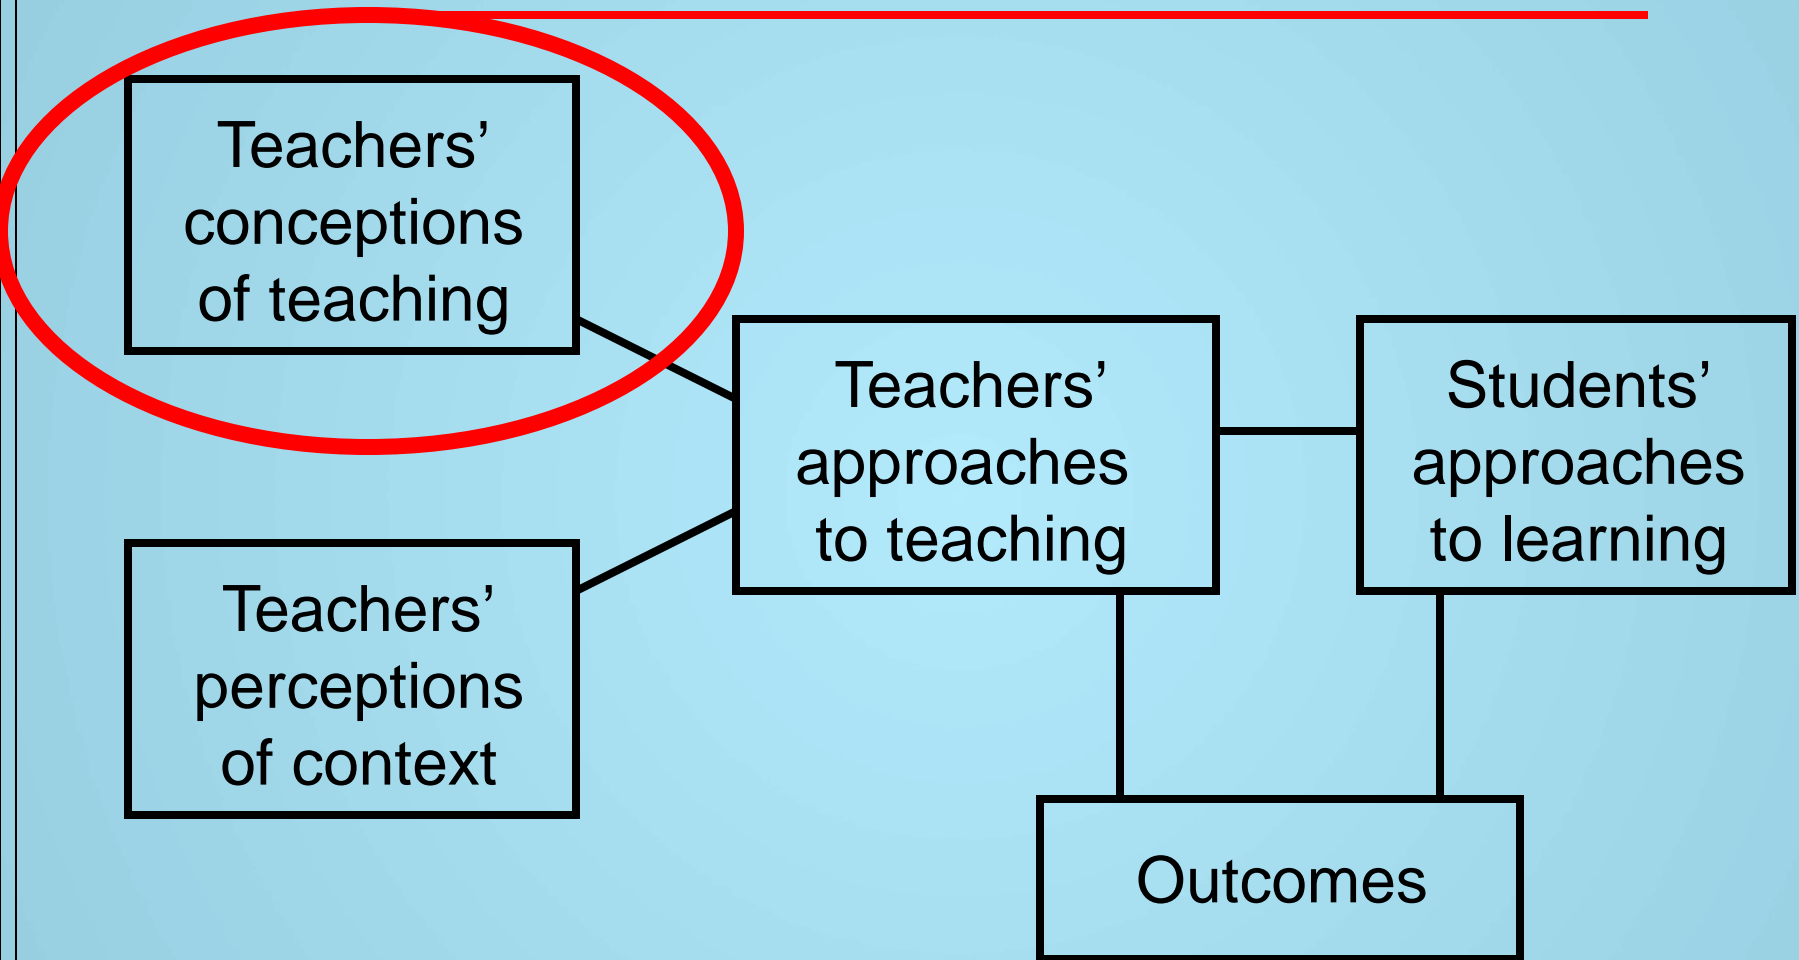 Teachers’
conceptions
of teaching
Teachers’
approaches
to teaching
Students’
approaches
to learning
Teachers’
perceptions
of context
Outcomes